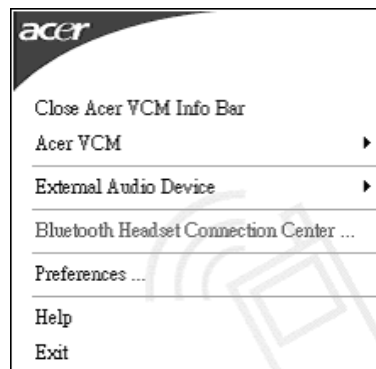 acer
Close Acer VCM Info Bar
Acer VCM
External Audio Device
Bluetooth Headset Connection Center ...
Preferences ...
Help
Exit